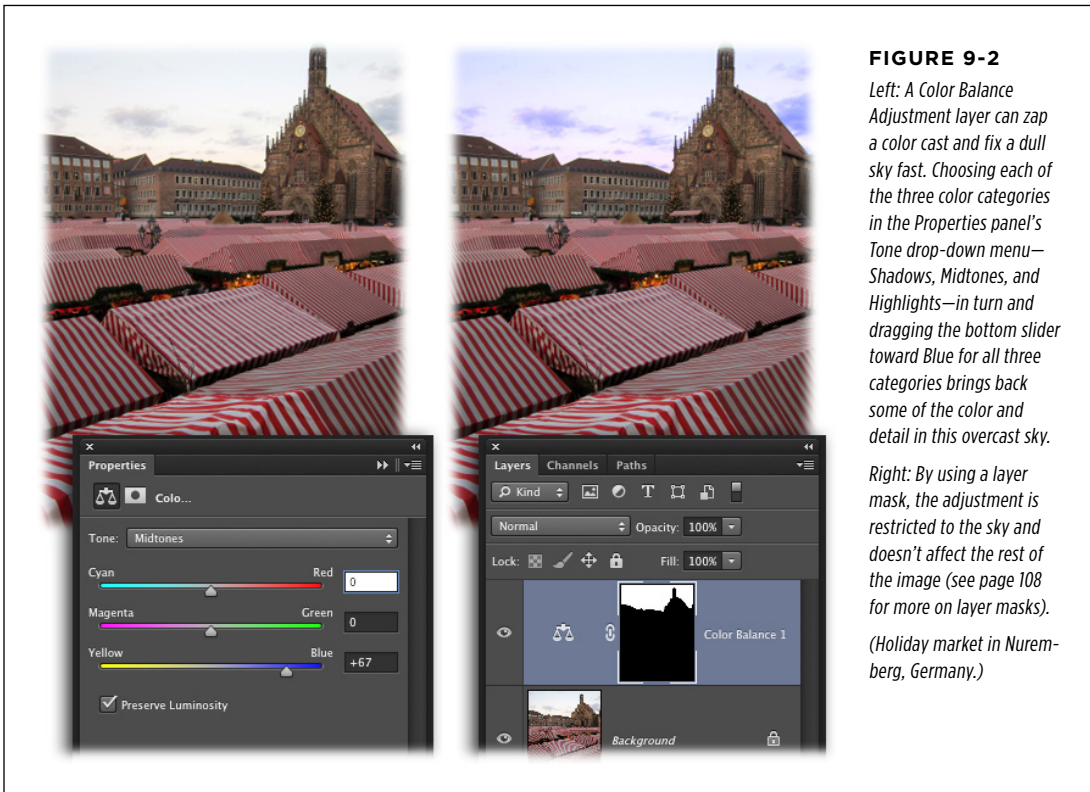 FIGURE 9-2
Left: A Color Balance
Adjustment layer can zap
a color cast and fix a dull
sky fast. Choosing each of
the three color categories
in the Properties panel’s
Tone drop-down menu—
Shadows, Midtones, and
Highlights—in turn and
dragging the bottom slider
toward Blue for all three
categories brings back
some of the color and
detail in this overcast sky.
Right: By using a layer
mask, the adjustment is
restricted to the sky and
doesn’t affect the rest of
the image (see page 108
for more on layer masks).
(Holiday market in Nurem-
berg, Germany.)
Properties
Colo...
Tone: Midtones
Cyan Red 0
Magenta Green 0
Yellow Blue +67
Preserve Luminosity
Layers Channels Paths
Kind T
Normal Opacity: 100%
Lock: Fill: 100%
Color Balance 1
Background